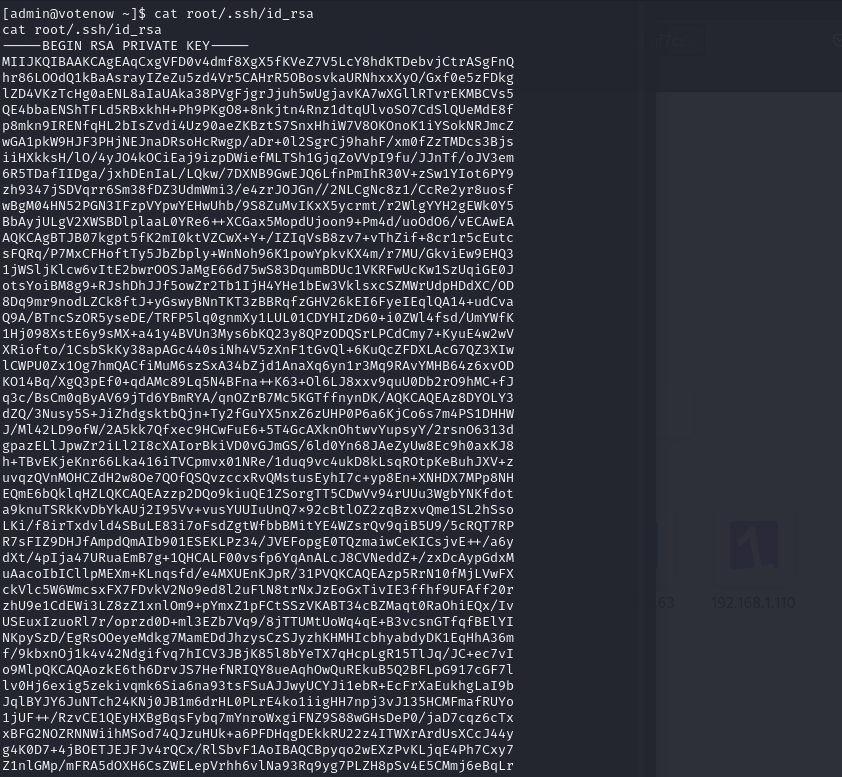 [admin@votenow ~]$ cat root/.ssh/id_rsa
cat root/.ssh/id_rsa
-----BEGIN RSA PRIVATE KEY-----
MIIJKQIBAAKCAgEAqCxgVFD0v4dmf8XgX5fKVeZ7V5LcY8hdKTDebvjCtrASgFnQ
hr86LOOdQ1kBaAsrayIZeZu5zd4Vr5CAHrR5OBosvkaURNhxxXyO/Gxf0e5zFDkg
lZD4VKzTcHg0aENL8aIaUAka38PVgFjgrJjuh5wUgjavKA7wXGllRTvrEKMBCVs5
QE4bbaENShTFLd5RBxkhH+Ph9PKgO8+8nkjtn4Rnz1dtqUlvoSO7CdSlQUeMdE8f
p8mkn9IRENfqHL2bIsZvdi4Uz90aeZKBztS7SnxHhiW7V8OKOnoK1iYSokNRJmcZ
wGA1pkW9HJF3PHjNEJnaDRsoHcRwgp/aDr+0l2SgrCj9hahF/xm0fZzTMDcs3Bjs
iiHXkksH/lO/4yJO4kOCiEaj9izpDWiefMLTSh1GjqZoVVpI9fu/JJnTf/oJV3em
6R5TDafIIDga/jxhDEnIaL/LQkw/7DXNB9GwEJQ6LfnPmIhR30V+zSw1YIot6PY9
zh9347jSDVqrr6Sm38fDZ3UdmWmi3/e4zrJOJGn//2NLCgNc8z1/CcRe2yr8uosf
wBgM04HN52PGN3IFzpVYpwYEHwUhb/9S8ZuMvIKxX5ycrmt/r2WlgYYH2gEWk0Y5
BbAyjULgV2XWSBDlplaaL0YRe6++XCGax5MopdUjoon9+Pm4d/uoOdO6/vECAwEA
AQKCAgBTJB07kgpt5fK2mI0ktVZCwX+Y+/IZIqVsB8zv7+vThZif+8cr1r5cEutc
sFQRq/P7MxCFHoftTy5JbZbply+WnNoh96K1powYpkvKX4m/r7MU/GkviEw9EHQ3
1jWSljKlcw6vItE2bwrOOSJaMgE66d75wS83DqumBDUc1VKRFwUcKw1SzUqiGE0J
otsYoiBM8g9+RJshDhJJf5owZr2Tb1IjH4YHe1bEw3VklsxcSZMWrUdpHDdXC/OD
8Dq9mr9nodLZCk8ftJ+yGswyBNnTKT3zBBRqfzGHV26kEI6FyeIEqlQA14+udCva
Q9A/BTncSzOR5yseDE/TRFP5lq0gnmXy1LUL01CDYHIzD60+i0ZWl4fsd/UmYWfK
1Hj098XstE6y9sMX+a41y4BVUn3Mys6bKQ23y8QPzODQSrLPCdCmy7+KyuE4w2wV
XRiofto/1CsbSkKy38apAGc440siNh4V5zXnF1tGvQl+6KuQcZFDXLAcG7QZ3XIw
lCWPU0Zx1Og7hmQACfiMuM6szSxA34bZjd1AnaXq6yn1r3Mq9RAvYMHB64z6xvOD
KO14Bq/XgQ3pEf0+qdAMc89Lq5N4BFna++K63+Ol6LJ8xxv9quU0Db2rO9hMC+fJ
q3c/BsCm0qByAV69jTd6YBmRYA/qnOZrB7Mc5KGTffnynDK/AQKCAQEAz8DYOLY3
dZQ/3Nusy5S+JiZhdgsktbQjn+Ty2fGuYX5nxZ6zUHP0P6a6KjCo6s7m4PS1DHHW
J/Ml42LD9ofW/2A5kk7Qfxec9HCwFuE6+5T4GcAXknOhtwvYupsyY/2rsnO6313d
gpazELlJpwZr2iLl2I8cXAIorBkiVD0vGJmGS/6ld0Yn68JAeZyUw8Ec9h0axKJ8
h+TBvEKjeKnr66Lka416iTVCpmvx01NRe/1duq9vc4ukD8kLsqROtpKeBuhJXV+z
uvqzQVnMOHCZdH2w8Oe7QOfQSQvzccxRvQMstusEyhI7c+yp8En+XNHDX7MPp8NH
EQmE6bQklqHZLQKCAQEAzzp2DQo9kiuQE1ZSorgTT5CDwVv94rUUu3WgbYNKfdot
a9knuTSRkKvDbYkAUj2I95Vv+vusYUUIuUnQ7×92cBtlOZ2zqBzxvQme1SL2hSso
LKi/f8irTxdvld4SBuLE83i7oFsdZgtWfbbBMitYE4WZsrQv9qiB5U9/5cRQT7RP
R7sFIZ9DHJfAmpdQmAIb901ESEKLPz34/JVEFopgE0TQzmaiwCeKICsjvE++/a6y
dXt/4pIja47URuaEmB7g+1QHCALF00vsfp6YqAnALcJ8CVNeddZ+/zxDcAypGdxM
uAacoIbICllpMEXm+KLnqsfd/e4MXUEnKJpR/31PVQKCAQEAzp5RrN10fMjLVwFX
ckVlc5W6WmcsxFX7FDvkV2No9ed8l2uFlN8trNxJzEoGxTivIE3ffhf9UFAff20r
zhU9e1CdEWi3LZ8zZ1xnlOm9+pYmxZ1pFCtSSzVKABT34cBZMaqt0RaOhiEQx/Iv
USEuxIzuoRl7r/oprzd0D+ml3EZb7Vq9/8jTTUMtUoWq4qE+B3vcsnGTfqfBElYI
NKpySzD/EgRsOOeyeMdkg7MamEDdJhzysCzSJyzhKHMHIcbhyabdyDK1EqHhA36m
f/9kbxnOj1k4v42Ndgifvq7hICV3JBjK85l8bYeTX7qHcpLgR15TlJq/JC+ec7vI
o9MlpQKCAQAozkE6th6DrvJS7HefNRIQY8ueAqhOwQuREkuB5Q2BFLpG917cGF7l
lv0Hj6exig5zekivqmk6Sia6na93tsFSuAJJwyUCYJi1ebR+EcFrXaEukhgLaI9b
JqlBYJY6JuNTch24KNj0JB1m6drHL0PLrE4ko1iigHH7npj3vJ135HCMFmafRUYo
1jUF++/RzvCE1QEyHXBgBqsFybq7mYnroWxgiFNZ9S88wGHsDeP0/jaD7cqz6cTx
xBFG2NOZRNNWiihMSod74QJzuHUk+a6PFDHqgDEkkRU22z4ITWXrArdUsXCcJ44y
g4K0D7+4jBOETJEJFJv4rQCx/RlSbvF1AoIBAQCBpyqo2wEXzPvKLjqE4Ph7Cxy7
Z1nlGMp/mFRA5dOXH6CsZWELepVrhh6vlNa93Rq9yg7PLZH8pSv4E5CMmj6eBqLr
192.168.1.110